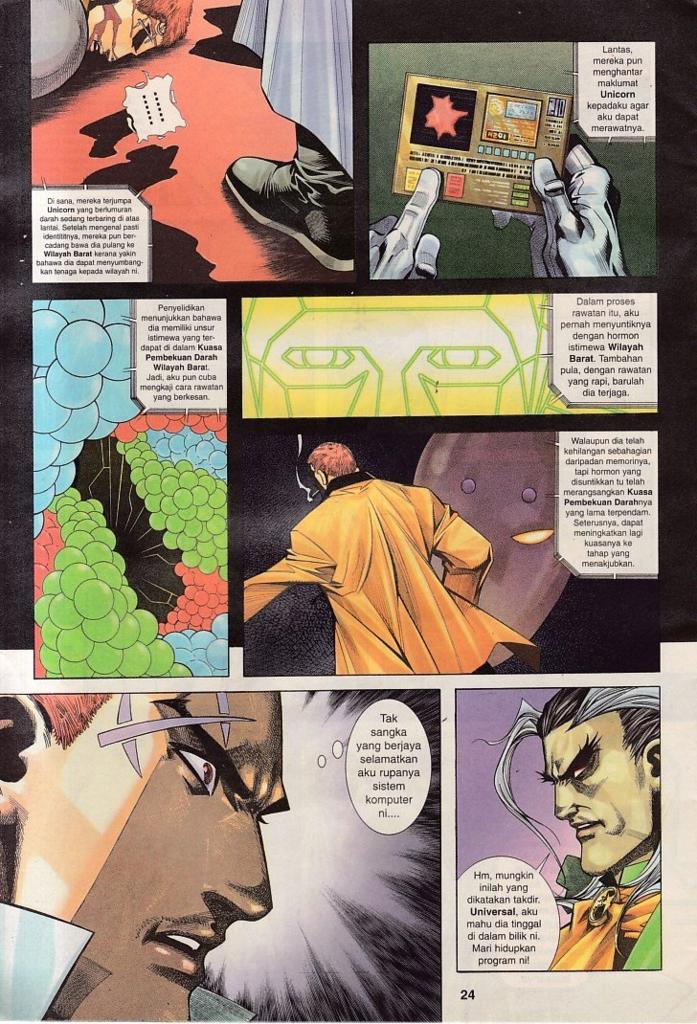 Di sana, mereka terjumpa
Unicorn yang berlumuran
darah sedang terbaring di atas
lantai. Setelah mengenal pasti
identititnya, mereka pun ber-
cadang bawa dia pulang ke
Wilayah Barat kerana yakin
bahawa dia dapat menyumbang-
kan tenaga kepada wilayah ni.
Lantas,
mereka pun
menghantar
maklumat
Unicorn
kepadaku agar
aku dapat
merawatnya.
Penyelidikan
menunjukkan bahawa
dia memiliki unsur
istimewa yang ter-
dapat di dalam Kuasa
Pembekuan Darah
Wilayah Barat.
Jadi, aku pun cuba
mengkaji cara rawatan
yang berkesan.
Dalam proses
rawatan itu, aku
pernah menyuntiknya
dengan hormon
istimewa Wilayah
Barat. Tambahan
pula, dengan rawatan
yang rapi, barulah
dia terjaga.
Walaupun dia telah
kehilangan sebahagian
daripadan memorinya,
tapi hormon yang
disuntikkan tu telah
merangsangkan Kuasa
Pembekuan Darahnya
yang lama terpendam.
Seterusnya, dapat
meningkatkan lagi
kuasanya ke
tahap yang
menakjubkan.
Tak
sangka
yang berjaya
selamatkan
aku rupanya
sistem
komputer
ni....
Hm, mungkin
inilah yang
dikatakan takdir.
Universal, aku
mahu dia tinggal
di dalam bilik ni.
Mari hidupkan
program ni!
24